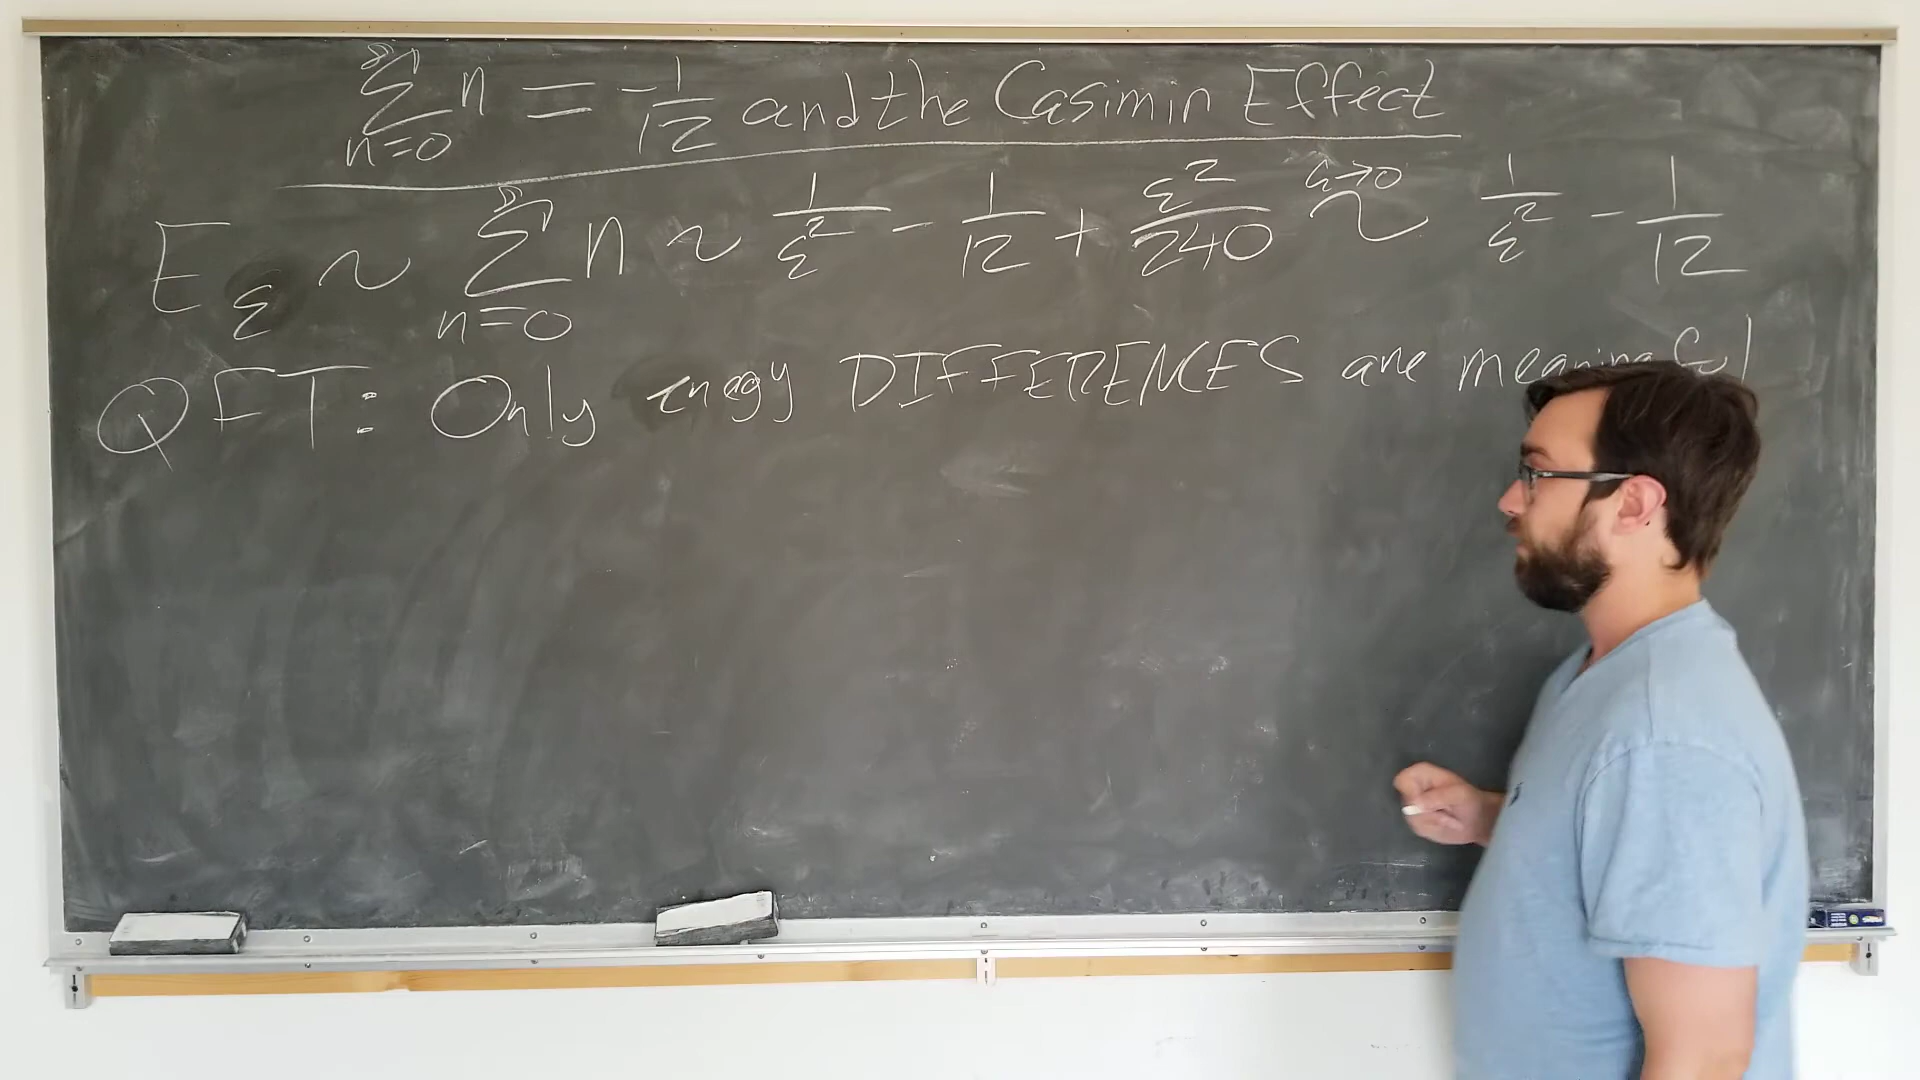 ∞∑n=0 n = -1/12 and the Casimir Effect
E_ε ~ ∞∑n=0 n ~ 1/ε² - 1/12 + ε²/240 ε→0 ~ 1/ε² - 1/12
QFT: Only enegy DIFFERENCES are meaningful